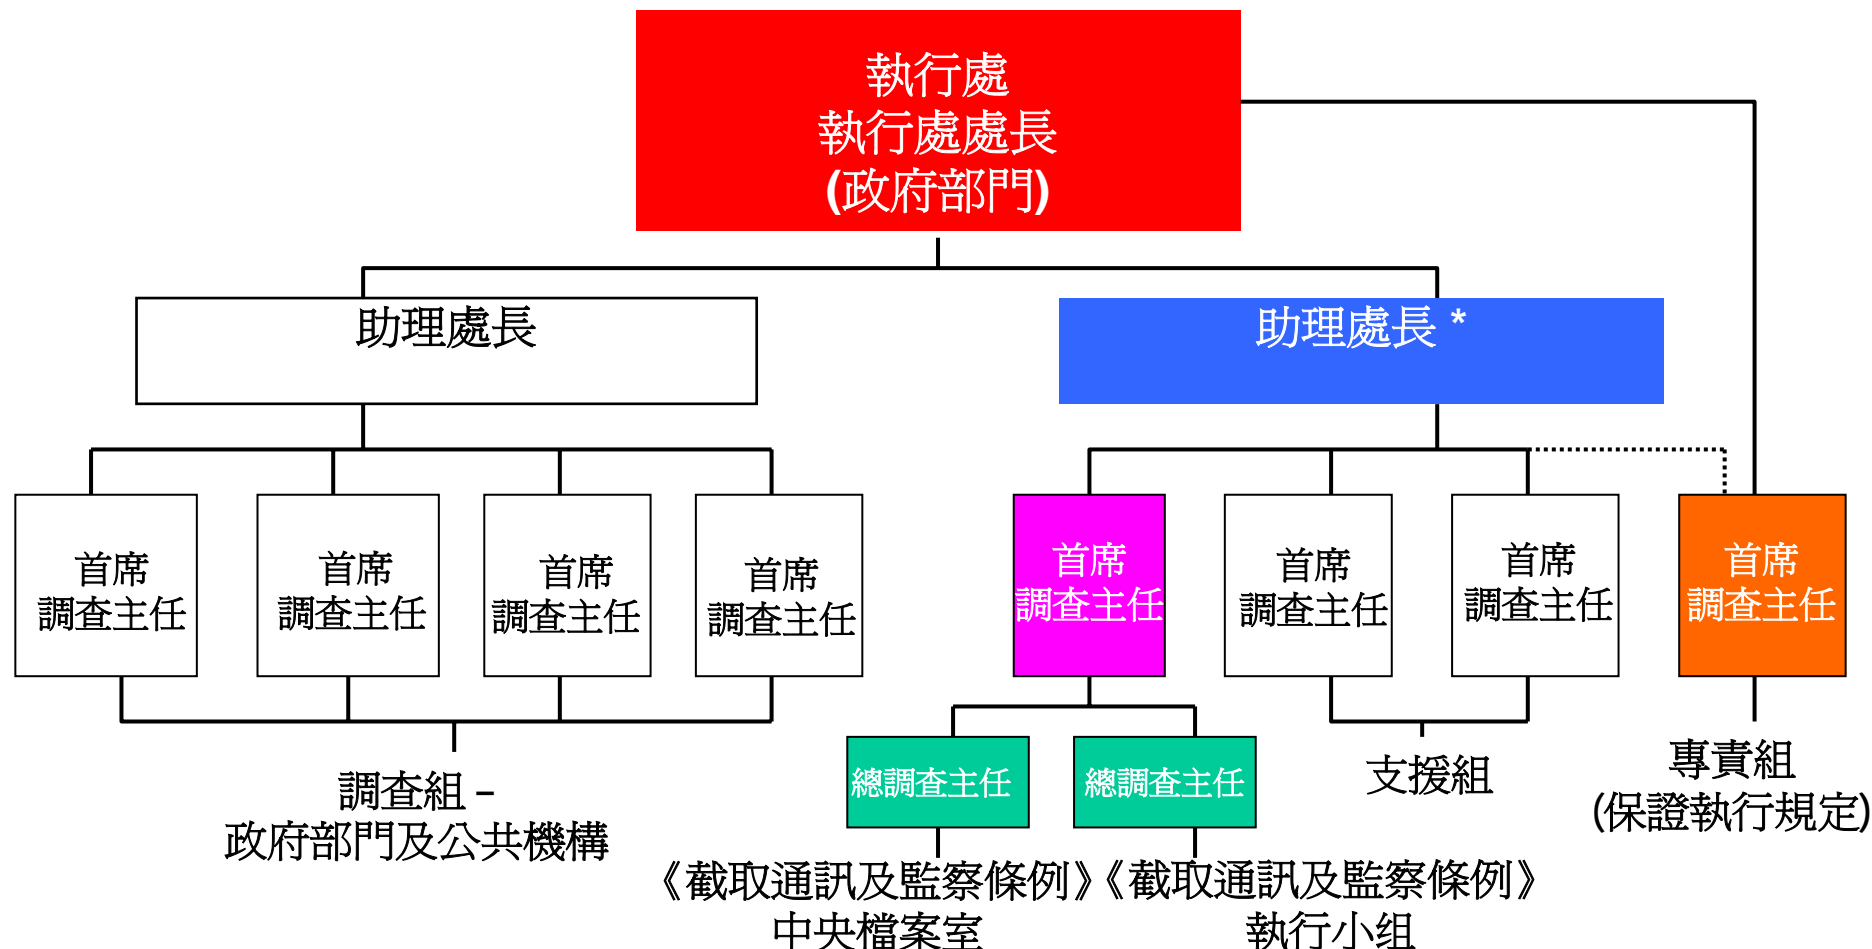 執行處
執行處處長
(政府部門)
助理處長
助理處長 *
首席
調查主任
首席
調查主任
首席
調查主任
首席
調查主任
首席
調查主任
首席
調查主任
首席
調查主任
首席
調查主任
調查組 –
政府部門及公共機構
總調查主任
總調查主任
支援組
專責組
(保證執行規定)
《截取通訊及監察條例》
中央檔案室
《截取通訊及監察條例》
執行小组